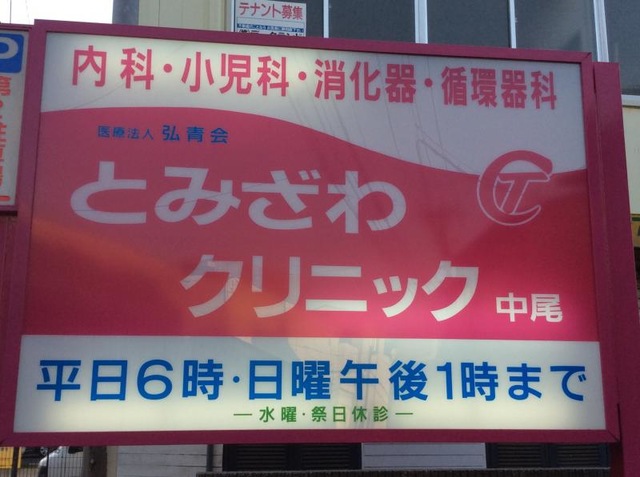 テナント募集
内科・小児科・消化器・循環器科
医療法人 弘青会
とみざわ
クリニック 中尾
平日6時・日曜午後1時まで
―水曜・祭日休診―
P